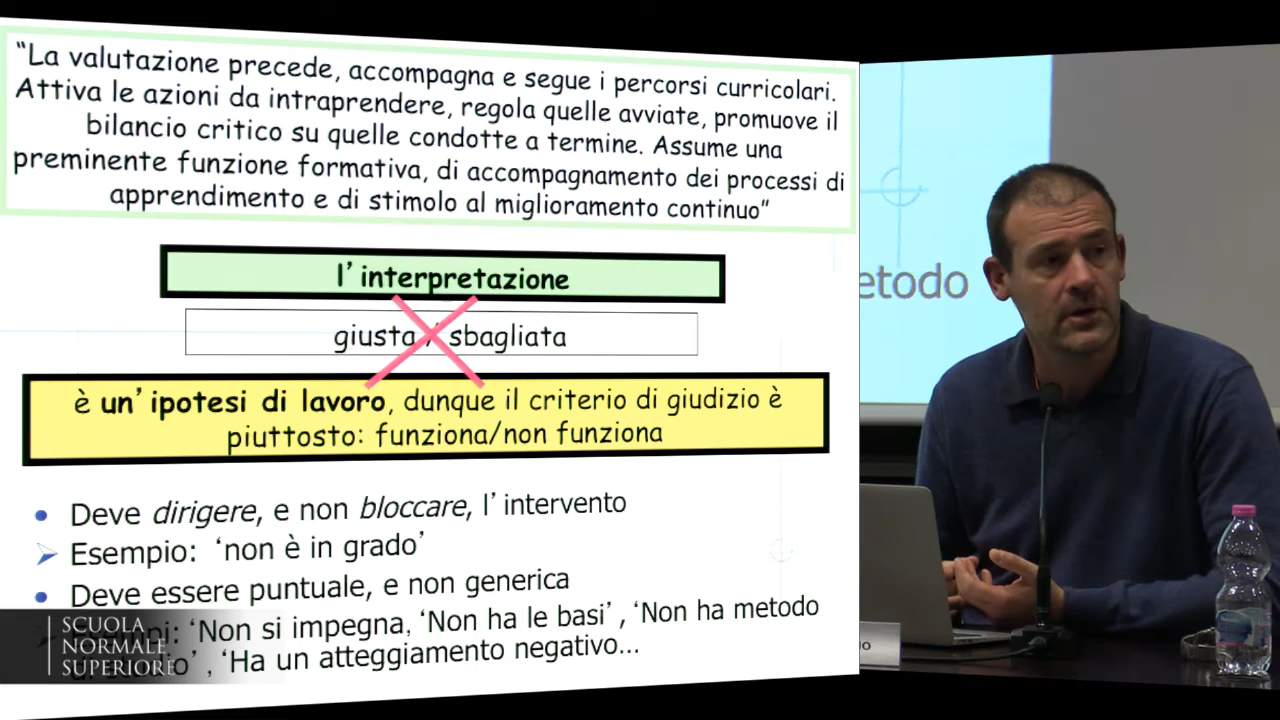 “La valutazione precede, accompagna e segue i percorsi curricolari.
Attiva le azioni da intraprendere, regola quelle avviate, promuove il
bilancio critico su quelle condotte a termine. Assume una
preminente funzione formativa, di accompagnamento dei processi di
apprendimento e di stimolo al miglioramento continuo”
l’interpretazione
giusta / sbagliata
è un’ipotesi di lavoro, dunque il criterio di giudizio è
piuttosto: funziona/non funziona
• Deve dirigere, e non bloccare, l’intervento
Esempio: ‘non è in grado’
• Deve essere puntuale, e non generica
‘Non si impegna, ‘Non ha le basi’, ‘Non ha metodo
‘Ha un atteggiamento negativo…
SCUOLA
NORMALE
SUPERIORE
etodo